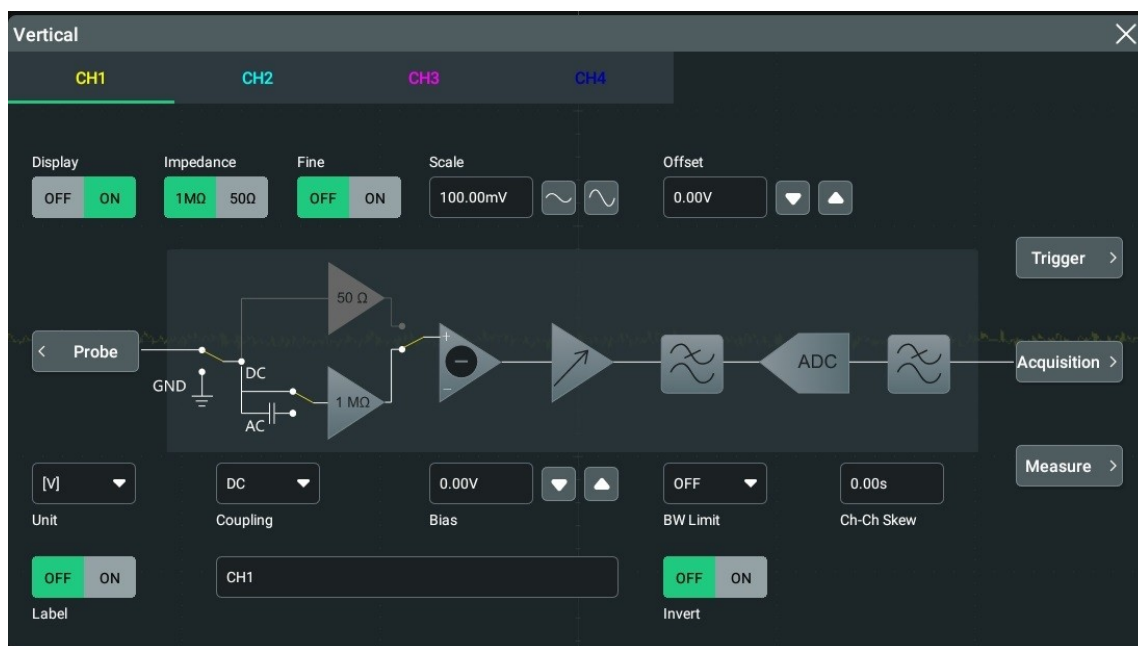 Vertical
CH1 CH2 CH3 CH4
Display Impedance Fine Scale Offset
OFF ON 1MΩ 50Ω OFF ON 100.00mV 0.00V
Trigger >
50 Ω
+
< Probe DC ADC Acquisition >
GND
−
1 MΩ
AC
Measure >
[V] DC 0.00V OFF 0.00s
Unit Coupling Bias BW Limit Ch-Ch Skew
OFF ON CH1 OFF ON
Label Invert